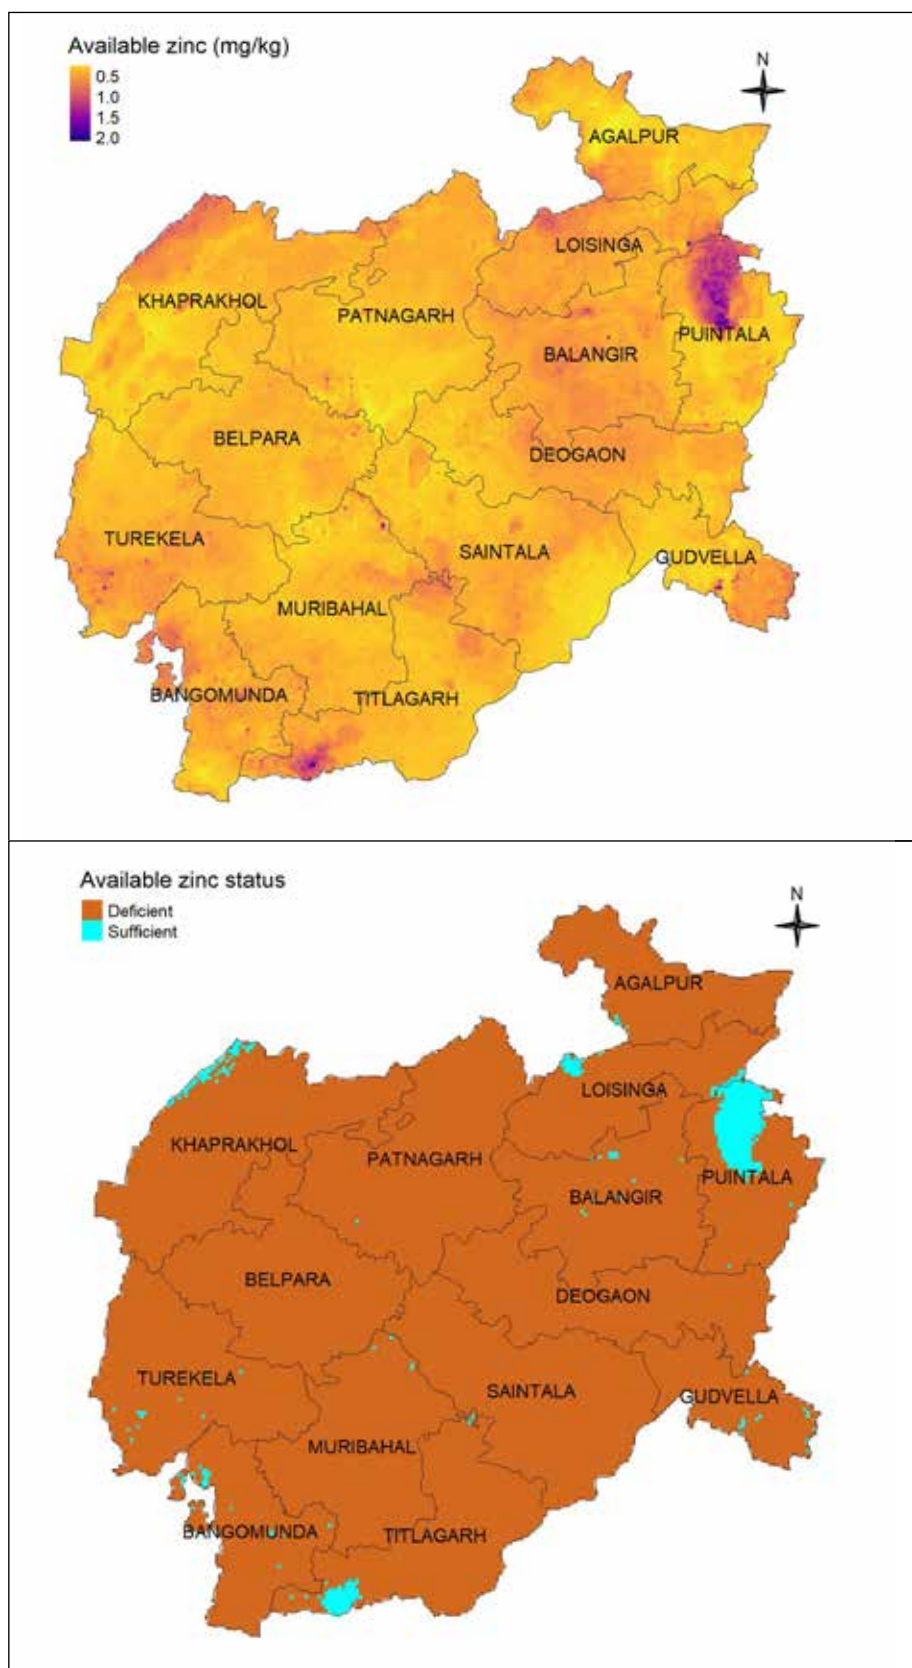 Available zinc (mg/kg)
0.5
1.0
1.5
2.0
N
AGALPUR
LOISINGA
KHAPRAKHOL
PATNAGARH
PUINTALA
BALANGIR
BELPARA
DEOGAON
TUREKELA
SAINTALA
GUDVELLA
MURIBAHAL
BANGOMUNDA
TITLAGARH
Available zinc status
Deficient
Sufficient
N
AGALPUR
LOISINGA
KHAPRAKHOL
PATNAGARH
PUINTALA
BALANGIR
BELPARA
DEOGAON
TUREKELA
SAINTALA
GUDVELLA
MURIBAHAL
BANGOMUNDA
TITLAGARH